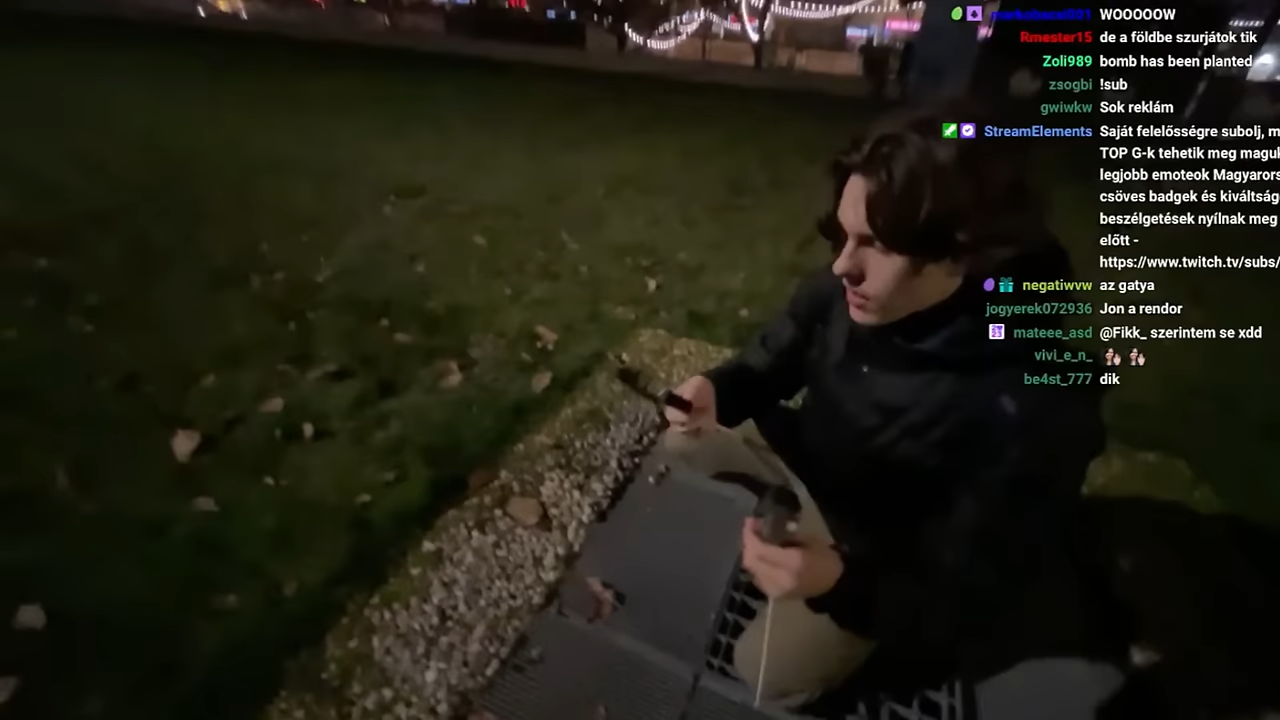 WOOOOOW
Rmester15 de a földbe szurjátok tik
Zoli989 bomb has been planted
zsogbi !sub
gwiwkw Sok reklám
StreamElements Saját felelősségre subolj, m
TOP G-k tehetik meg maguk
legjobb emoteok Magyarors
csöves badgek és kiváltság
beszélgetések nyílnak meg
előtt -
https://www.twitch.tv/subs/
negatiwvw az gatya
jogyerek072936 Jon a rendor
mateee_asd @Fikk_ szerintem se xdd
vivi_e_n_
be4st_777 dik